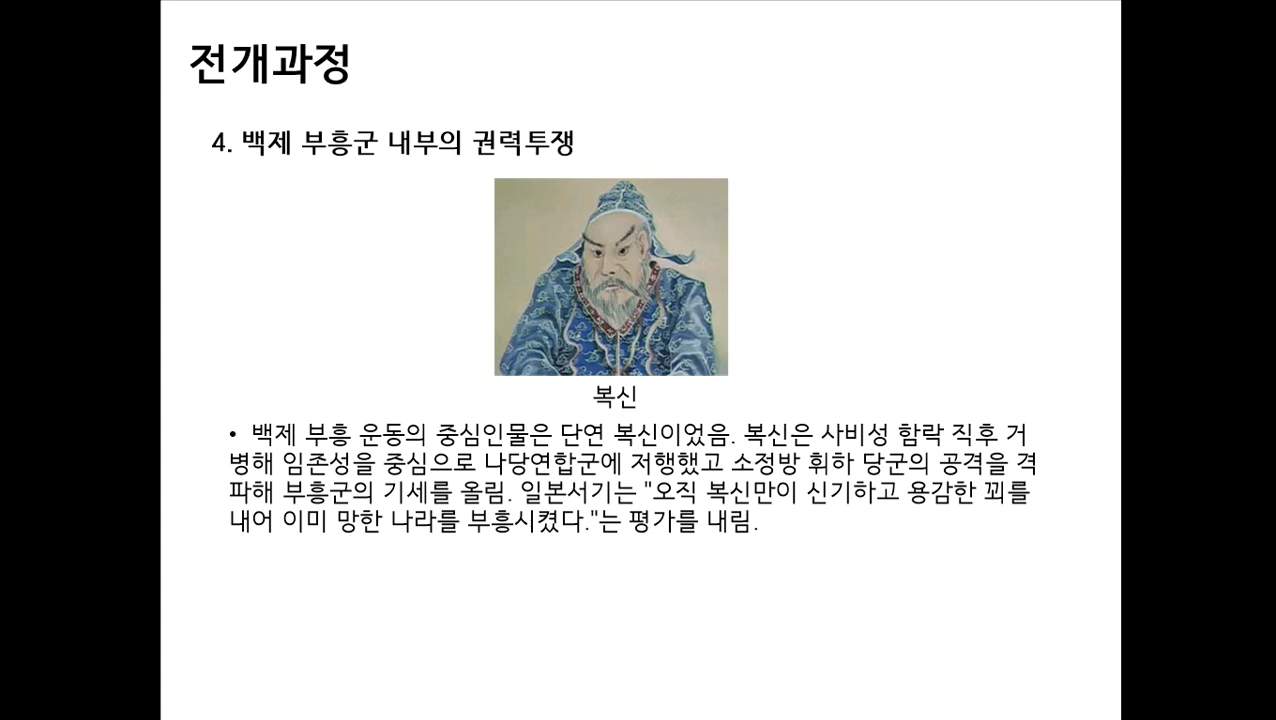 전개과정
4. 백제 부흥군 내부의 권력투쟁
복신
• 백제 부흥 운동의 중심인물은 단연 복신이었음. 복신은 사비성 함락 직후 거
병해 임존성을 중심으로 나당연합군에 저행했고 소정방 휘하 당군의 공격을 격
파해 부흥군의 기세를 올림. 일본서기는 "오직 복신만이 신기하고 용감한 꾀를
내어 이미 망한 나라를 부흥시켰다."는 평가를 내림.